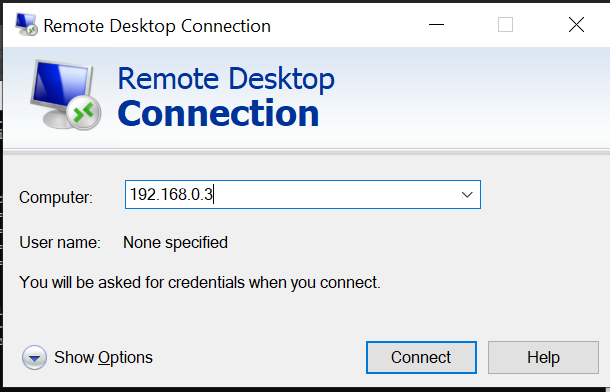 Remote Desktop Connection
Remote Desktop
Connection
Computer: 192.168.0.3
User name: None specified
You will be asked for credentials when you connect.
Show Options Connect Help